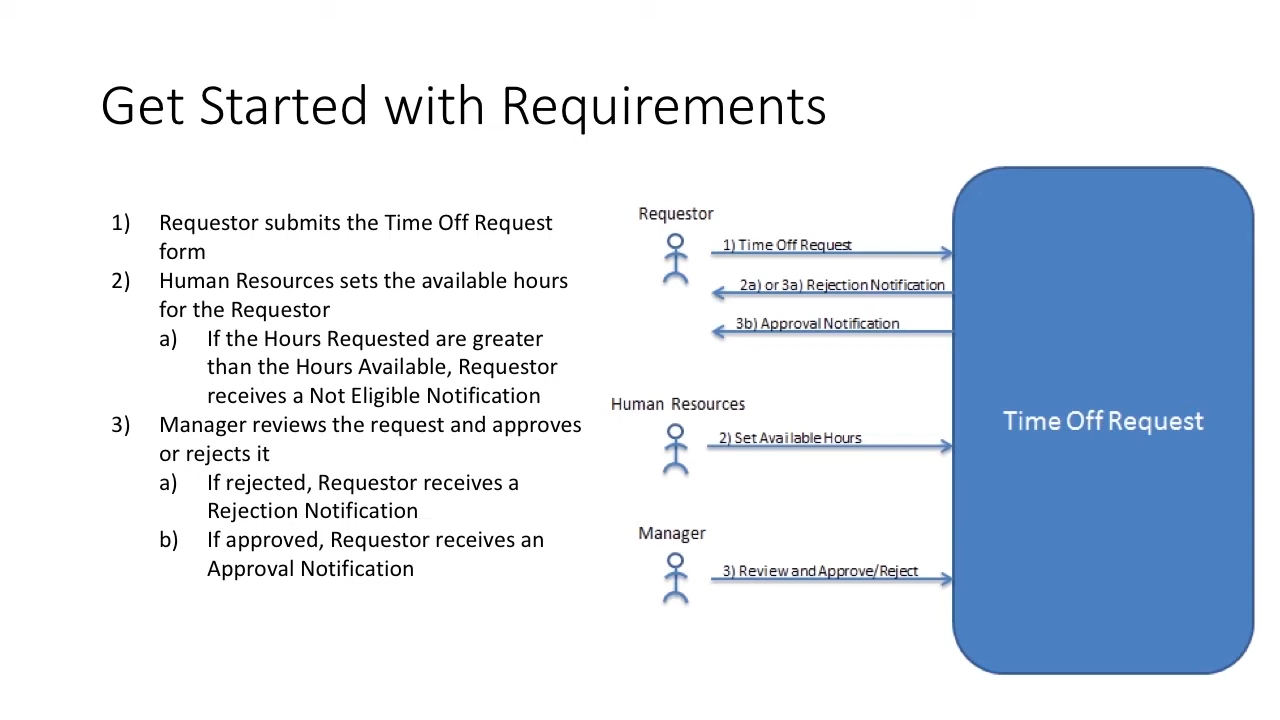 Get Started with Requirements
1) Requestor submits the Time Off Request
form
2) Human Resources sets the available hours
for the Requestor
a) If the Hours Requested are greater
than the Hours Available, Requestor
receives a Not Eligible Notification
3) Manager reviews the request and approves
or rejects it
a) If rejected, Requestor receives a
Rejection Notification
b) If approved, Requestor receives an
Approval Notification
Requestor
1) Time Off Request
2a) or 3a) Rejection Notification
3b) Approval Notification
Human Resources
2) Set Available Hours
Manager
3) Review and Approve/Reject
Time Off Request